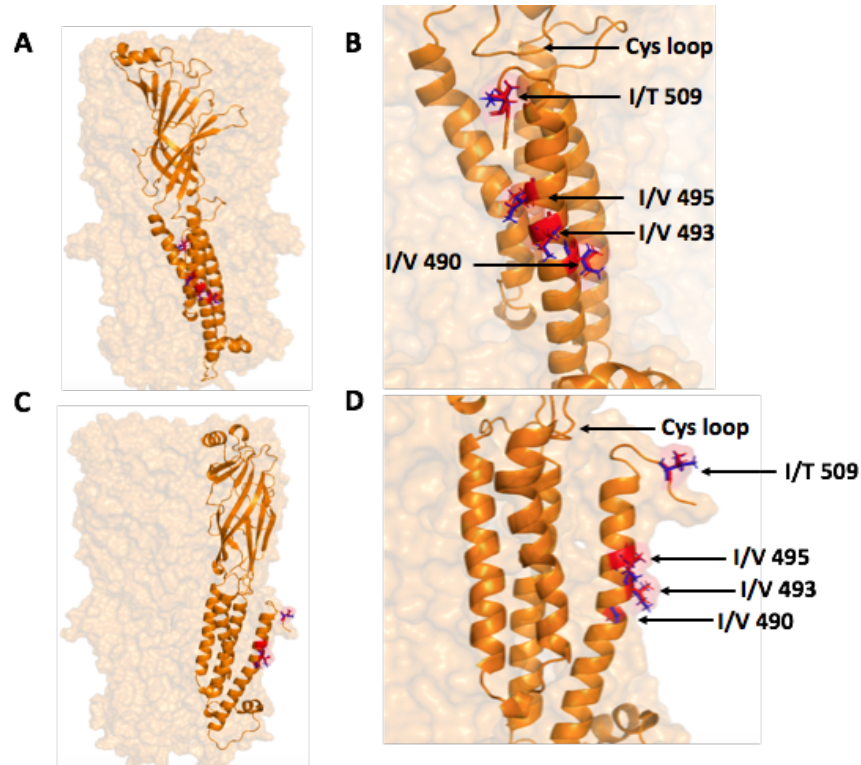 A
B
Cys loop
I/T 509
I/V 495
I/V 493
I/V 490
C
D
Cys loop
I/T 509
I/V 495
I/V 493
I/V 490